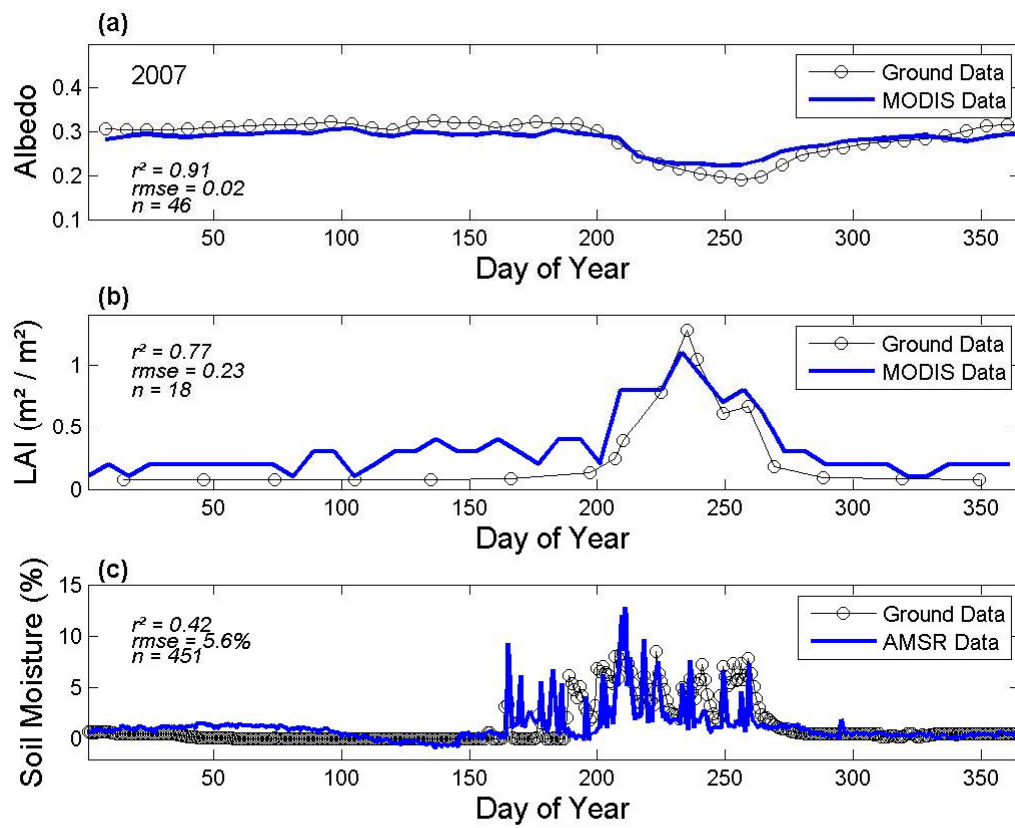 (a)
0.4
0.3
0.2
0.1
Albedo
2007
Ground Data
MODIS Data
r² = 0.91
rmse = 0.02
n = 46
50 100 150 200 250 300 350
Day of Year
(b)
1
0.5
0
LAI (m² / m²)
r² = 0.77
rmse = 0.23
n = 18
Ground Data
MODIS Data
50 100 150 200 250 300 350
Day of Year
(c)
15
10
5
0
Soil Moisture (%)
r² = 0.42
rmse = 5.6%
n = 451
Ground Data
AMSR Data
50 100 150 200 250 300 350
Day of Year